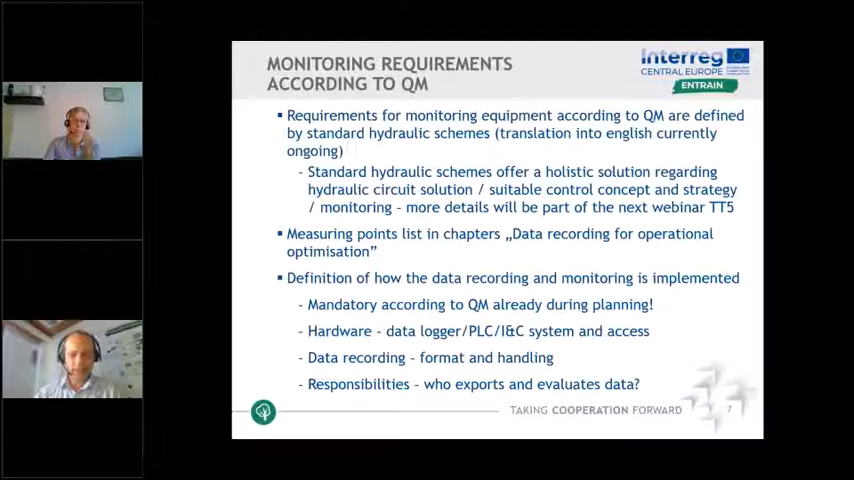 MONITORING REQUIREMENTS
ACCORDING TO QM
Interreg
CENTRAL EUROPE
ENTRAIN
▪ Requirements for monitoring equipment according to QM are defined
by standard hydraulic schemes (translation into english currently
ongoing)
- Standard hydraulic schemes offer a holistic solution regarding
hydraulic circuit solution / suitable control concept and strategy
/ monitoring – more details will be part of the next webinar TT5
▪ Measuring points list in chapters „Data recording for operational
optimisation”
▪ Definition of how the data recording and monitoring is implemented
- Mandatory according to QM already during planning!
- Hardware – data logger/PLC/I&C system and access
- Data recording – format and handling
- Responsibilities – who exports and evaluates data?
TAKING COOPERATION FORWARD
7